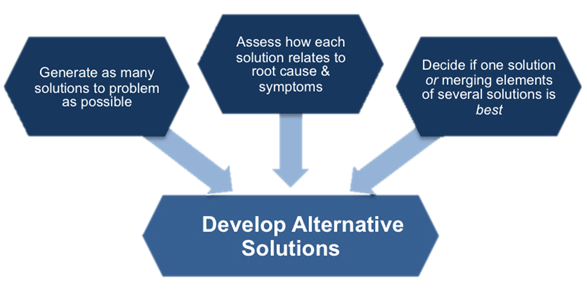 Generate as many
solutions to problem
as possible
Assess how each
solution relates to
root cause &
symptoms
Decide if one solution
or merging elements
of several solutions is
best
Develop Alternative
Solutions